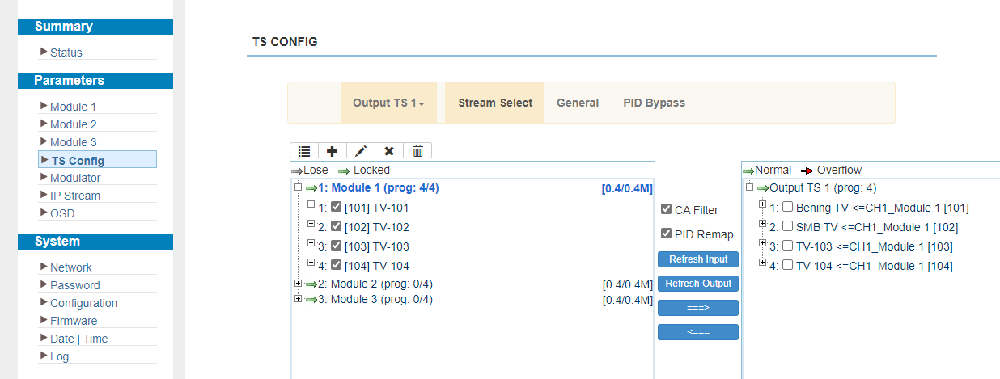 Summary
Status
Parameters
Module 1
Module 2
Module 3
TS Config
Modulator
IP Stream
OSD
System
Network
Password
Configuration
Firmware
Date | Time
Log
TS CONFIG
Output TS 1 Stream Select General PID Bypass
Lose Locked
1: Module 1 (prog: 4/4) [0.4/0.4M]
1: [101] TV-101
2: [102] TV-102
3: [103] TV-103
4: [104] TV-104
2: Module 2 (prog: 0/4) [0.4/0.4M]
3: Module 3 (prog: 0/4) [0.4/0.4M]
CA Filter
PID Remap
Refresh Input
Refresh Output
===>
<===
Normal Overflow
Output TS 1 (prog: 4)
1: Bening TV <=CH1_Module 1 [101]
2: SMB TV <=CH1_Module 1 [102]
3: TV-103 <=CH1_Module 1 [103]
4: TV-104 <=CH1_Module 1 [104]